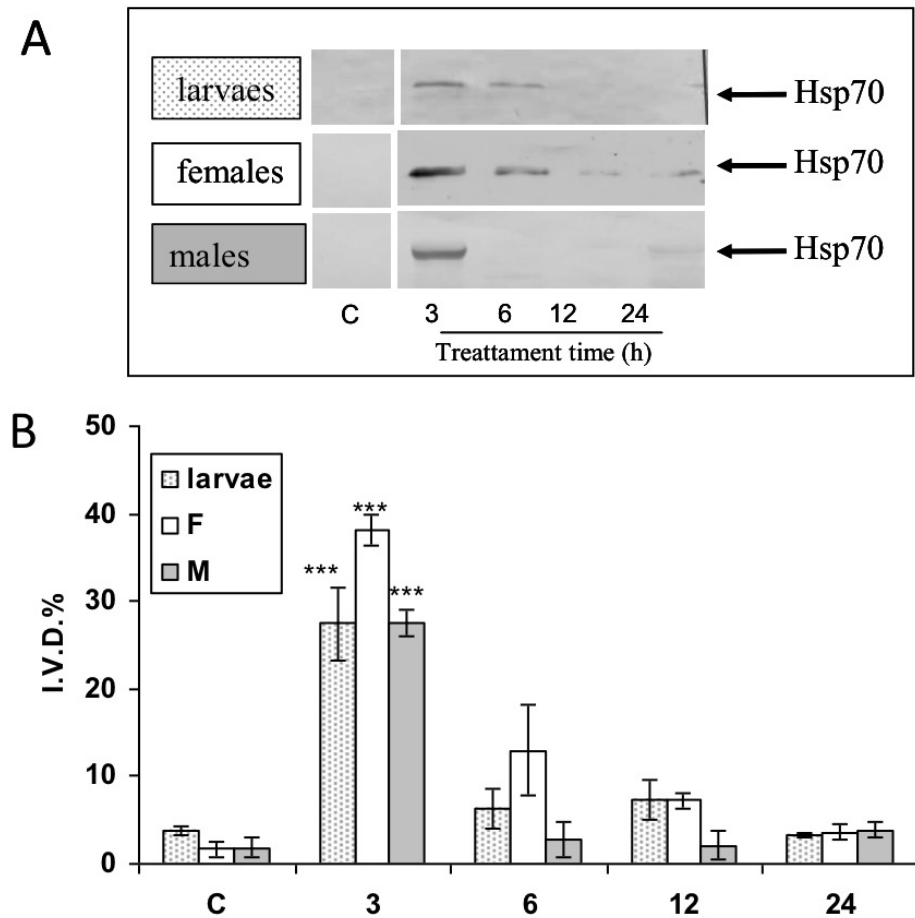 A
larvaes
Hsp70
females
Hsp70
males
Hsp70
C 3 6 12 24
Treattament time (h)
B
50
40
30
20
10
0
I.V.D.%
larvae
F
M
***
***
***
C 3 6 12 24